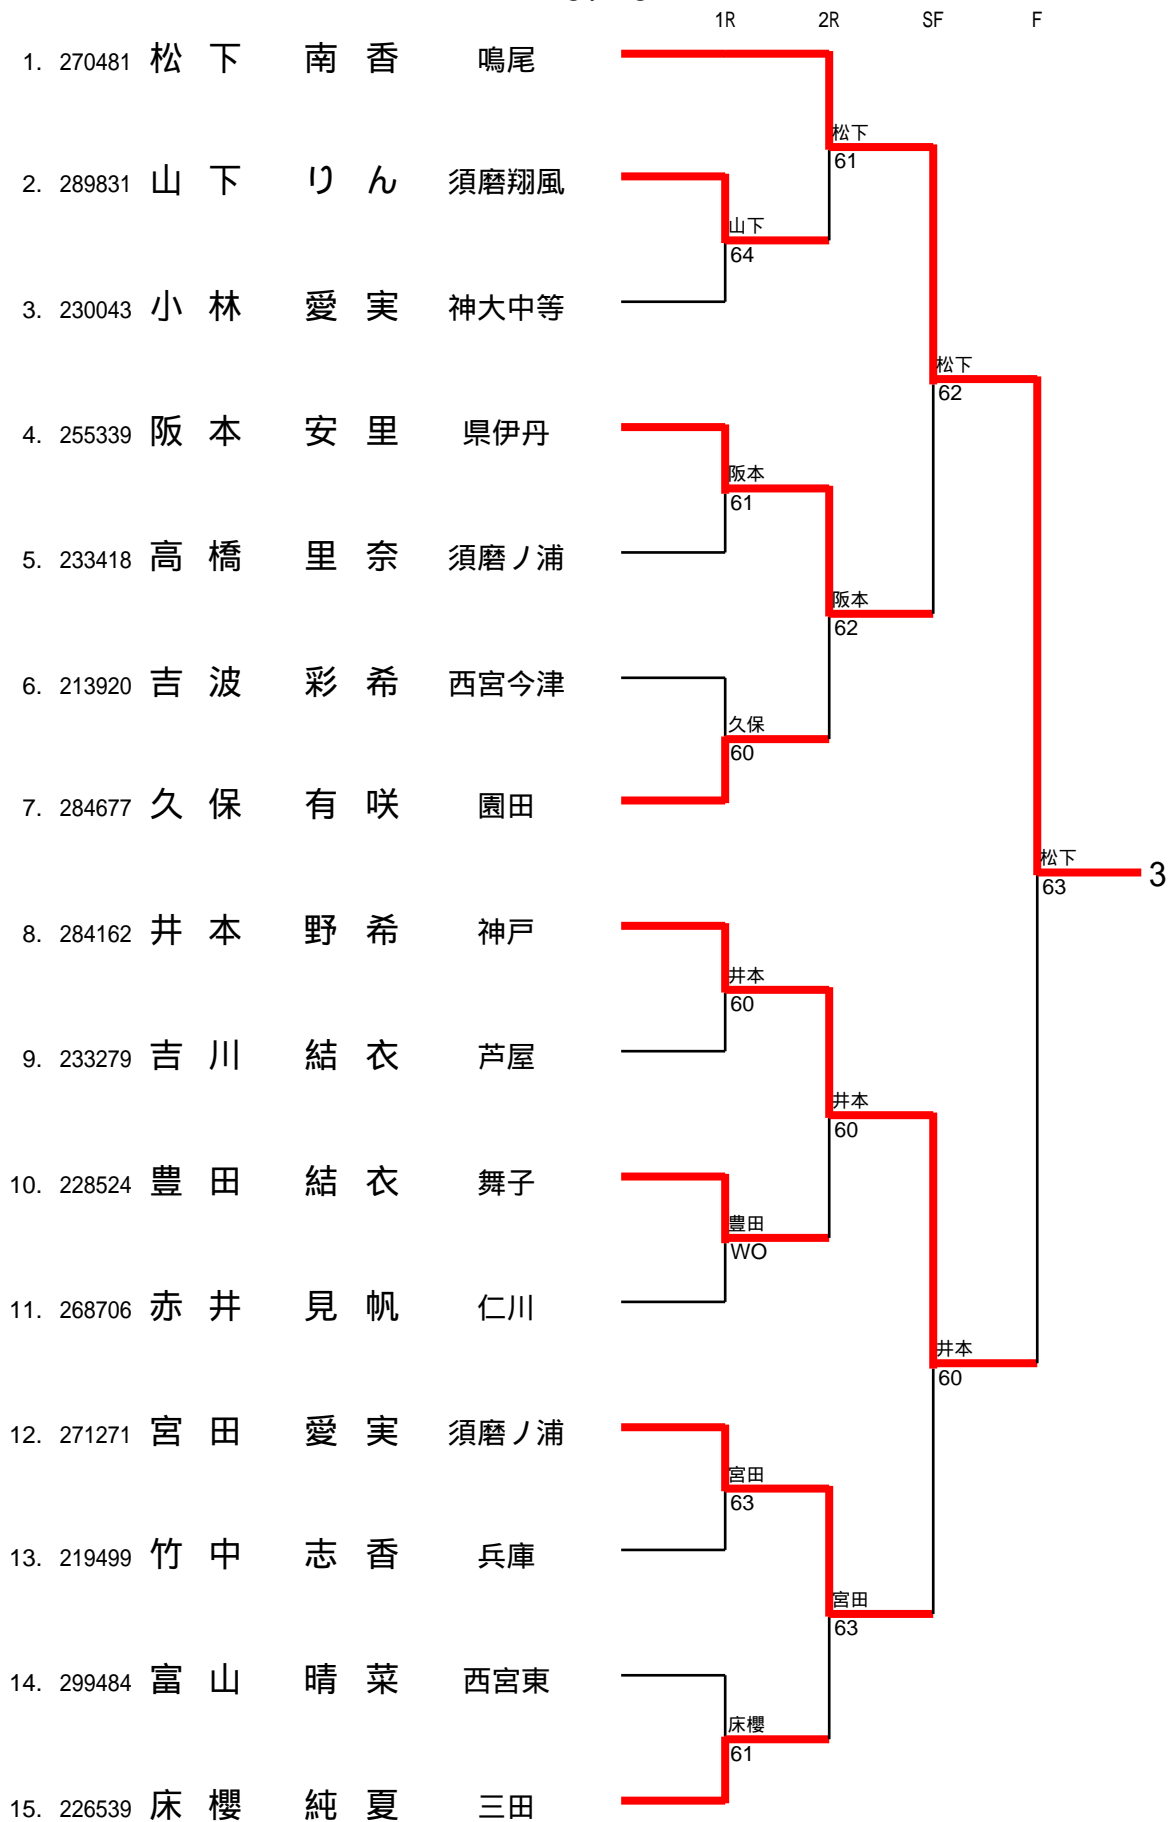 1R 2R SF F
1. 270481 松下 南香 鳴尾
松下
61
2. 289831 山下 りん 須磨翔風
山下
64
3. 230043 小林 愛実 神大中等
松下
62
4. 255339 阪本 安里 県伊丹
阪本
61
5. 233418 高橋 里奈 須磨ノ浦
阪本
62
6. 213920 吉波 彩希 西宮今津
久保
60
7. 284677 久保 有咲 園田
松下
63 3
8. 284162 井本 野希 神戸
井本
60
9. 233279 吉川 結衣 芦屋
井本
60
10. 228524 豊田 結衣 舞子
豊田
WO
11. 268706 赤井 見帆 仁川
井本
60
12. 271271 宮田 愛実 須磨ノ浦
宮田
63
13. 219499 竹中 志香 兵庫
宮田
63
14. 299484 富山 晴菜 西宮東
床櫻
61
15. 226539 床櫻 純夏 三田